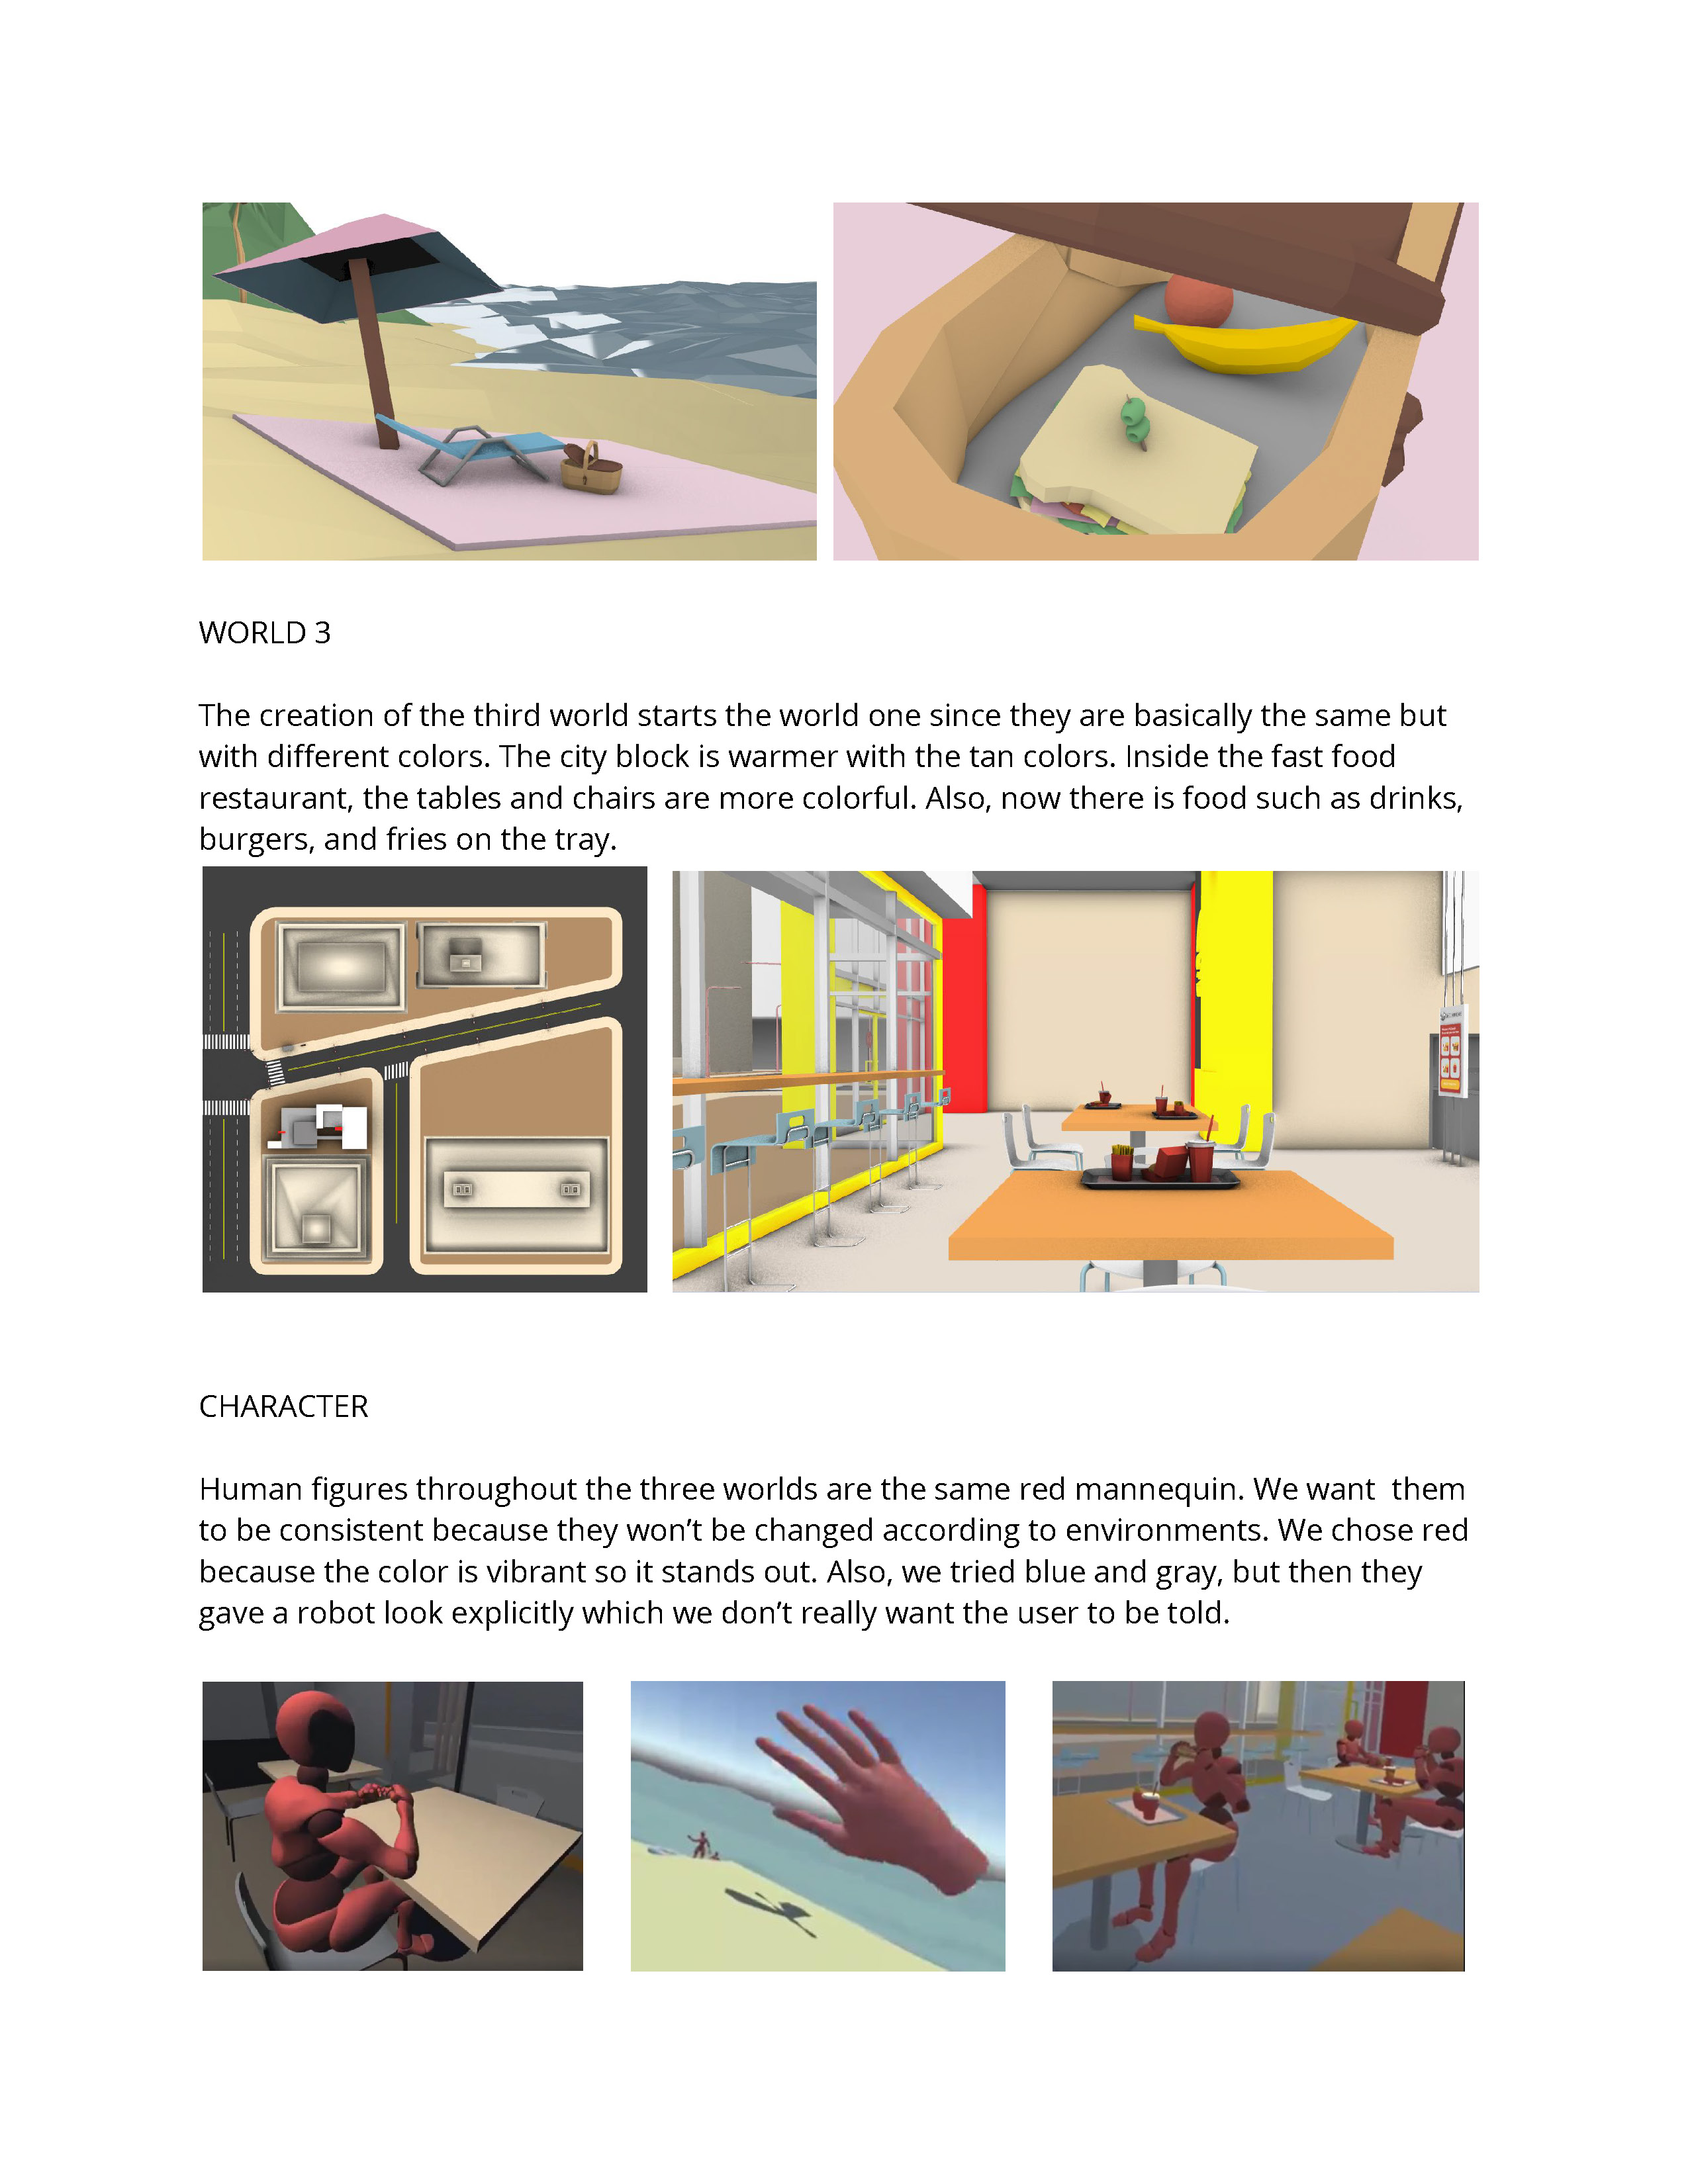 WORLD 3
The creation of the third world starts the world one since they are basically the same but
with different colors. The city block is warmer with the tan colors. Inside the fast food
restaurant, the tables and chairs are more colorful. Also, now there is food such as drinks,
burgers, and fries on the tray.
CHARACTER
Human figures throughout the three worlds are the same red mannequin. We want  them
to be consistent because they won’t be changed according to environments. We chose red
because the color is vibrant so it stands out. Also, we tried blue and gray, but then they
gave a robot look explicitly which we don’t really want the user to be told.